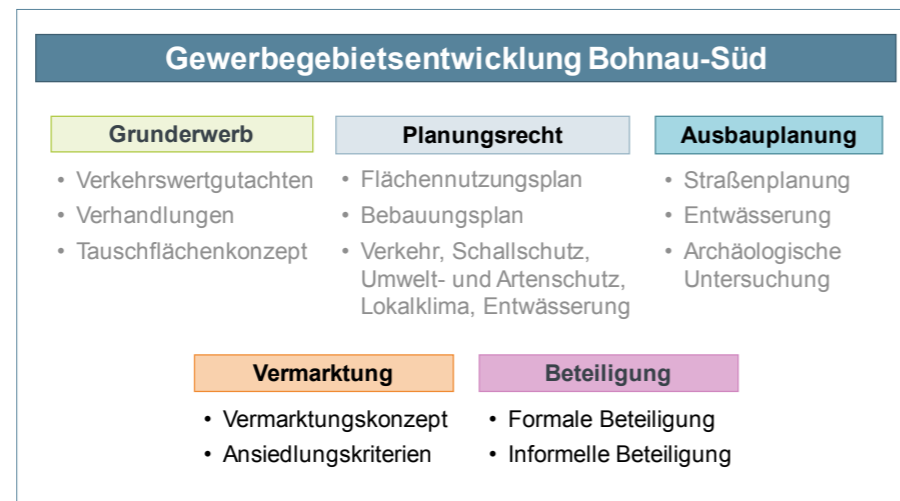 Gewerbegebietsentwicklung Bohnau-Süd
Grunderwerb
• Verkehrswertgutachten
• Verhandlungen
• Tauschflächenkonzept
Planungsrecht
• Flächennutzungsplan
• Bebauungsplan
• Verkehr, Schallschutz,
Umwelt- und Artenschutz,
Lokalklima, Entwässerung
Ausbauplanung
• Straßenplanung
• Entwässerung
• Archäologische
Untersuchung
Vermarktung
• Vermarktungskonzept
• Ansiedlungskriterien
Beteiligung
• Formale Beteiligung
• Informelle Beteiligung